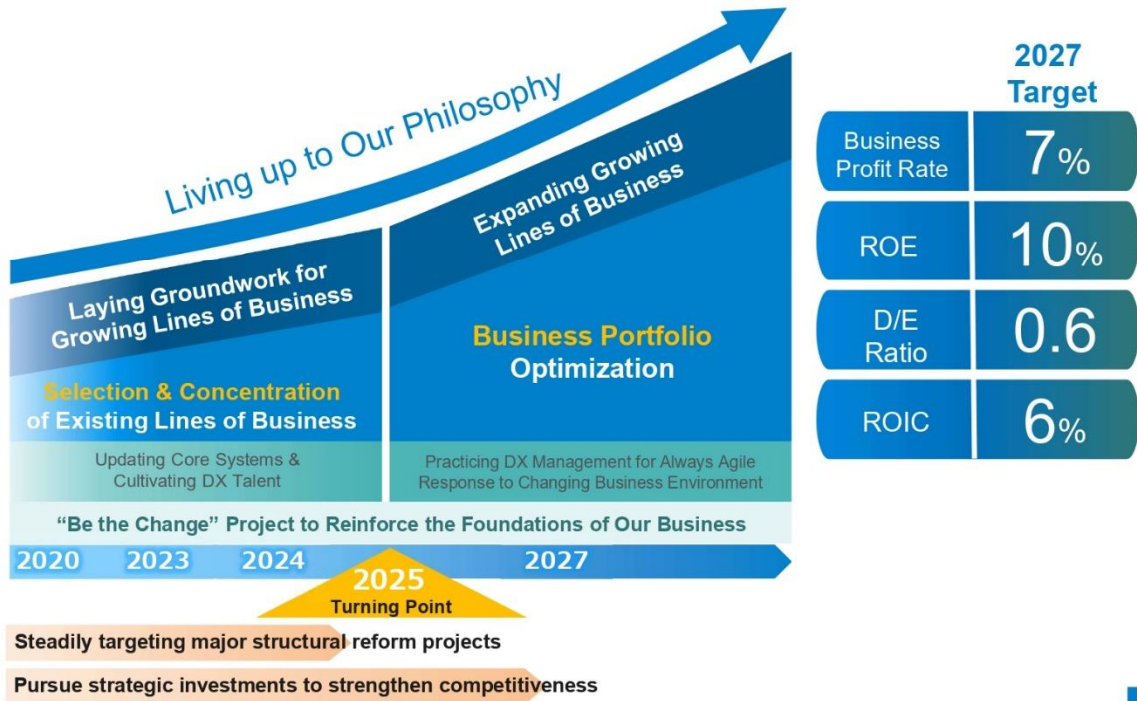 Living up to Our Philosophy
Laying Groundwork for
Growing Lines of Business
Expanding Growing
Lines of Business
Selection & Concentration
of Existing Lines of Business
Business Portfolio
Optimization
Updating Core Systems &
Cultivating DX Talent
Practicing DX Management for Always Agile
Response to Changing Business Environment
“Be the Change” Project to Reinforce the Foundations of Our Business
2020 2023 2024 2027
2025
Turning Point
Steadily targeting major structural reform projects
Pursue strategic investments to strengthen competitiveness
2027
Target
Business
Profit Rate
7%
ROE
10%
D/E
Ratio
0.6
ROIC
6%